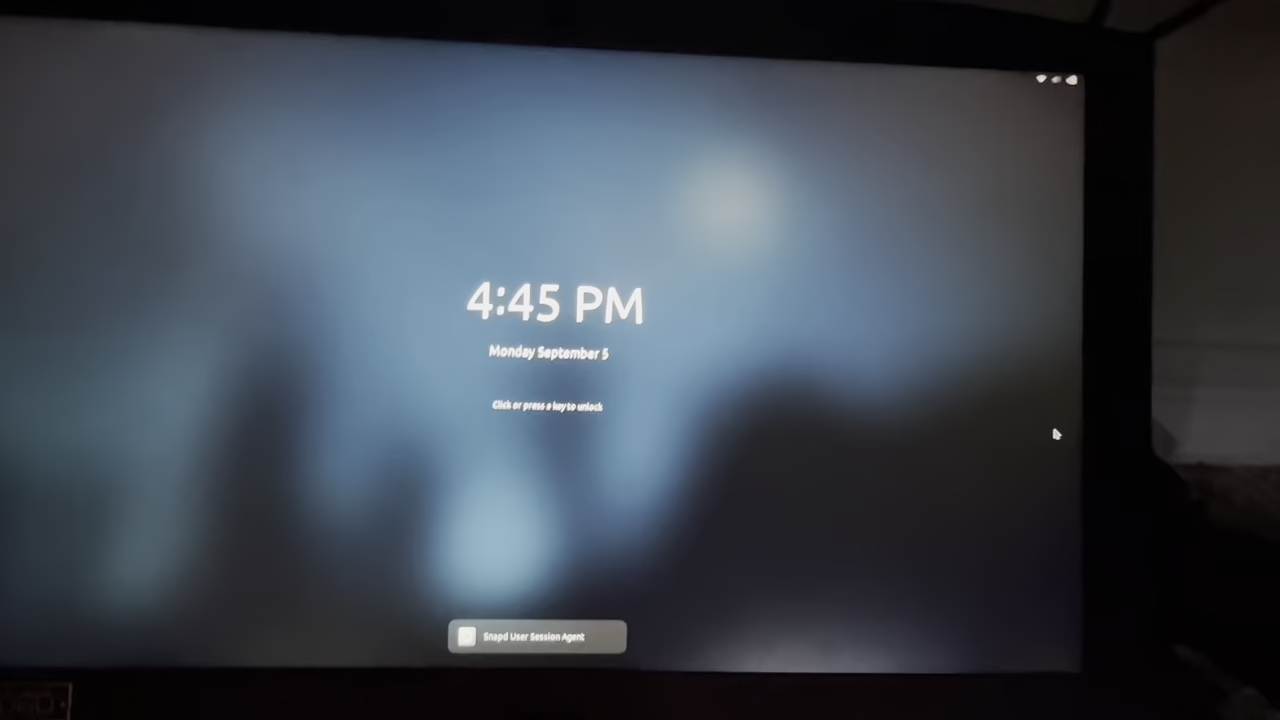 4:45 PM
Monday September 5
Click or press a key to unlock
Snapd User Session Agent